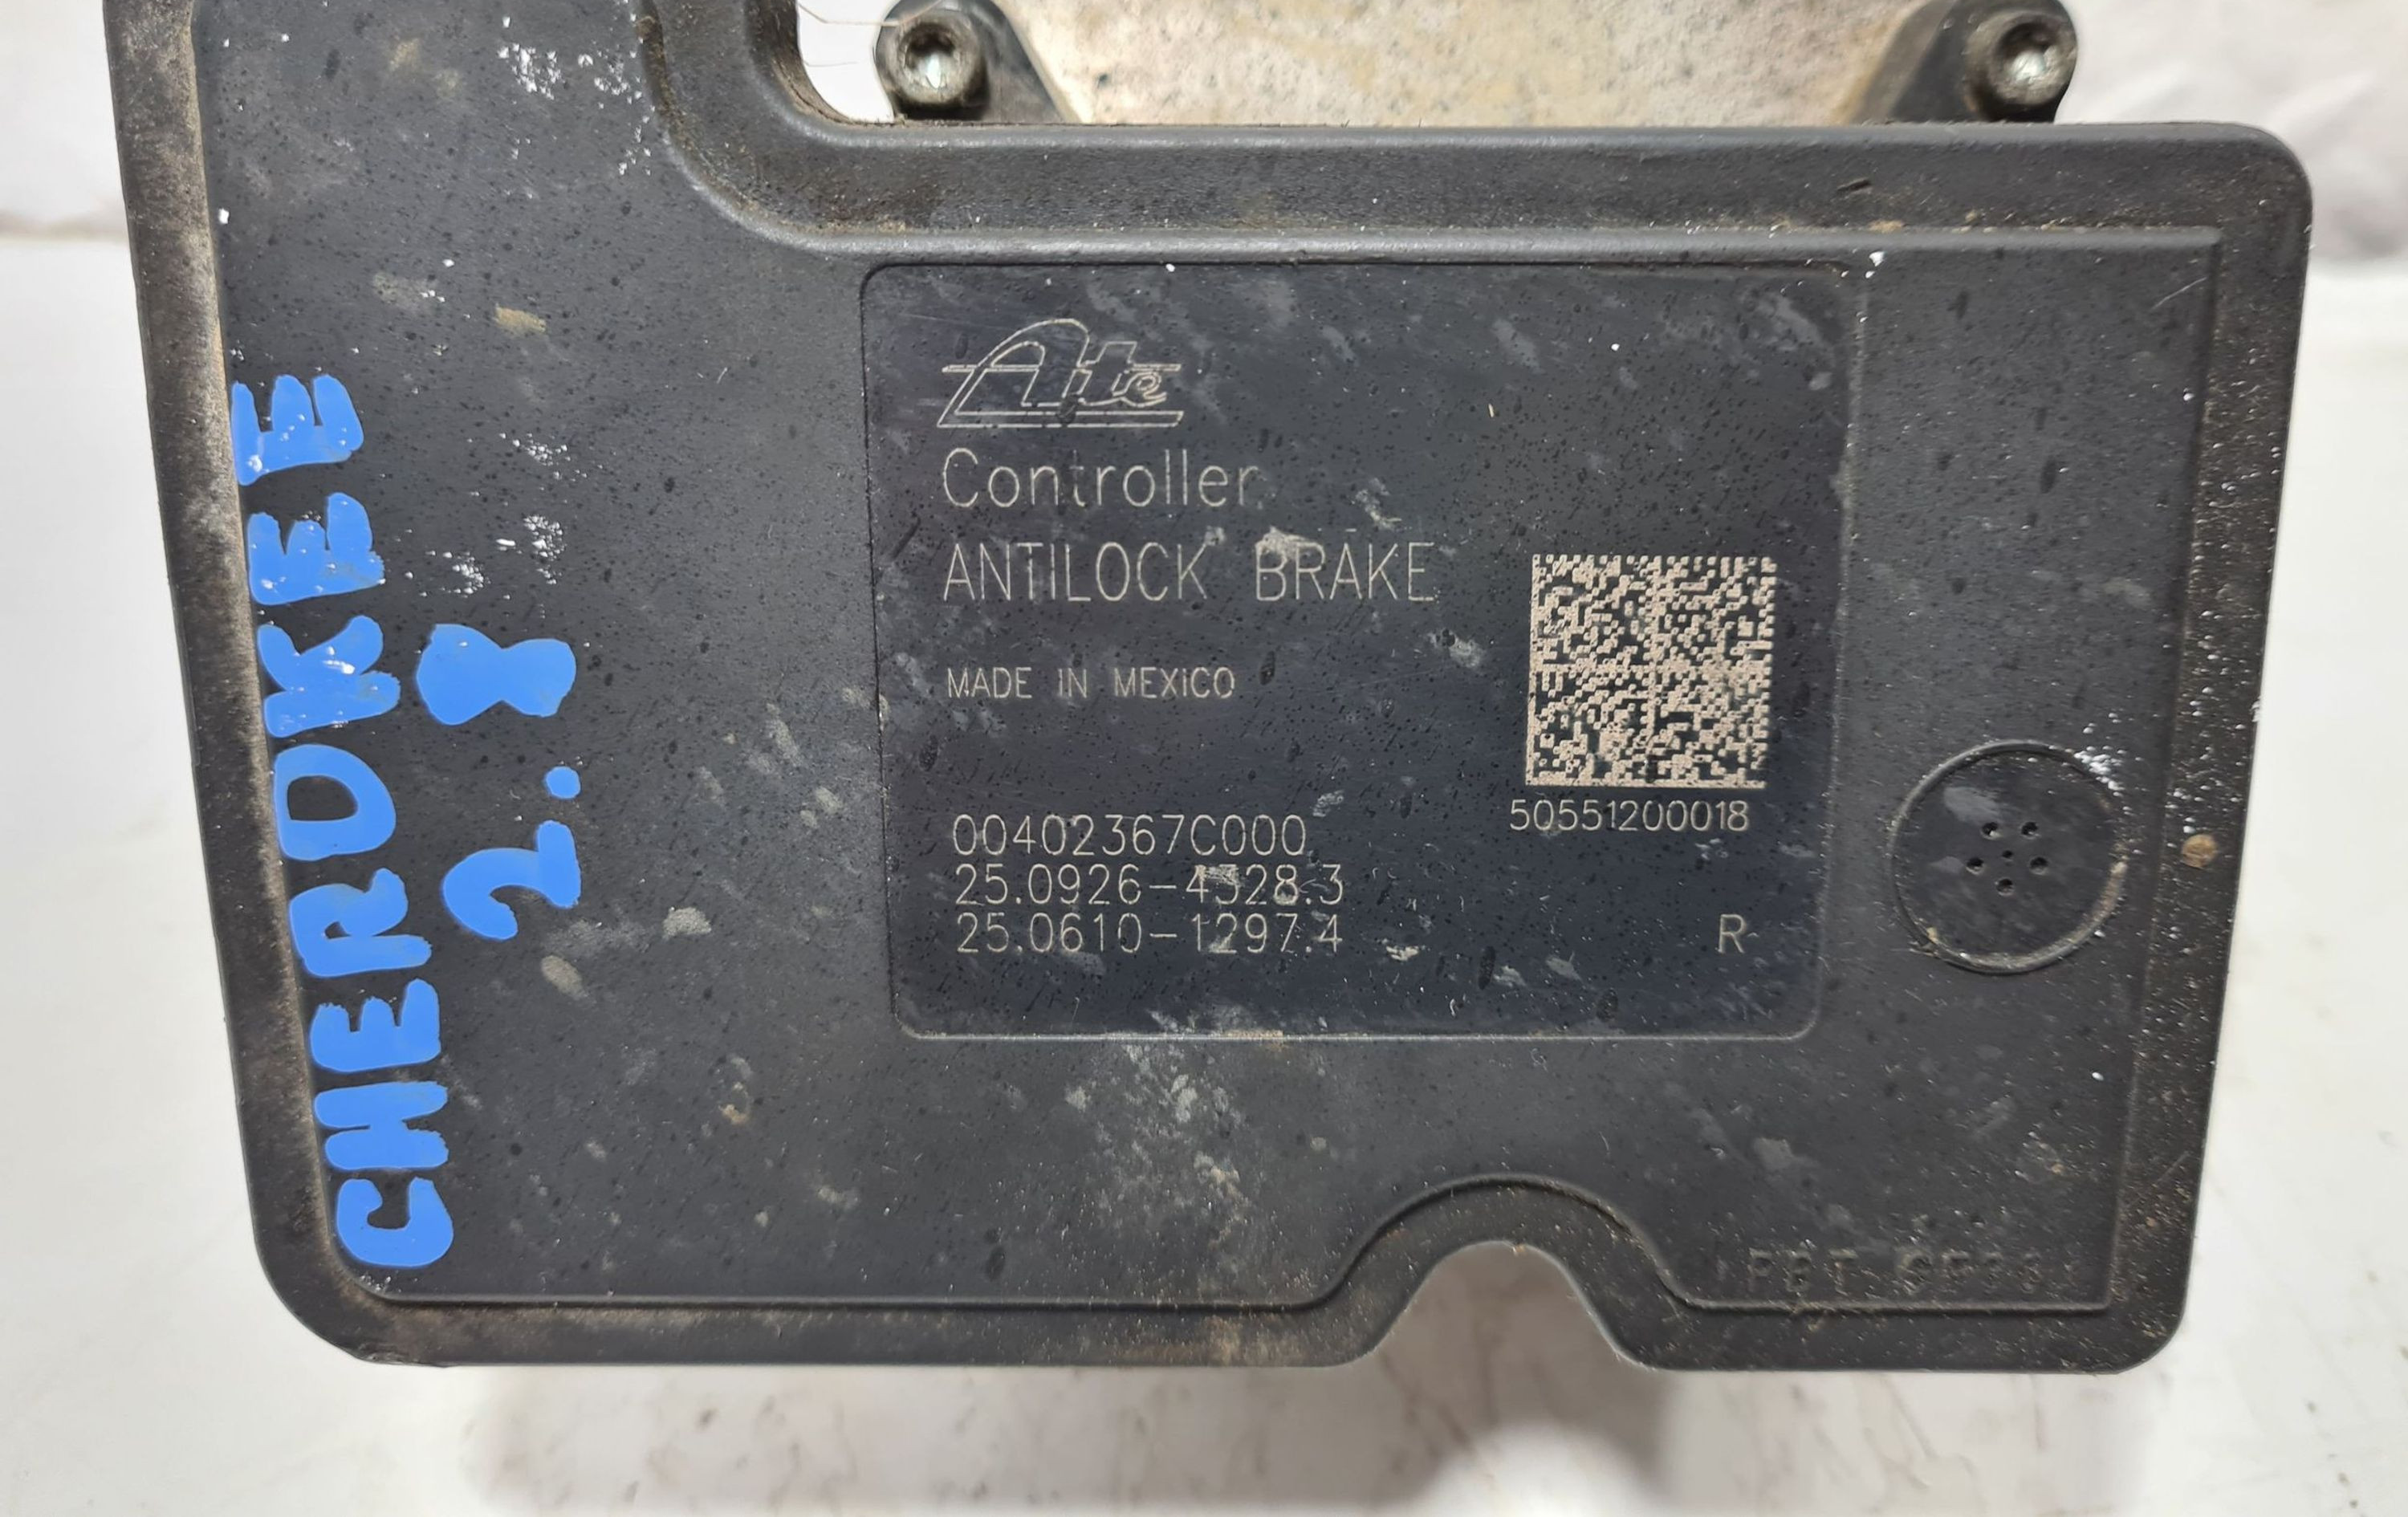 Ate
Controller
ANTILOCK BRAKE
MADE IN MEXICO
50551200018
00402367C000
25.0926-4328.3
25.0610-1297.4
R
CHEROKEE
2.8